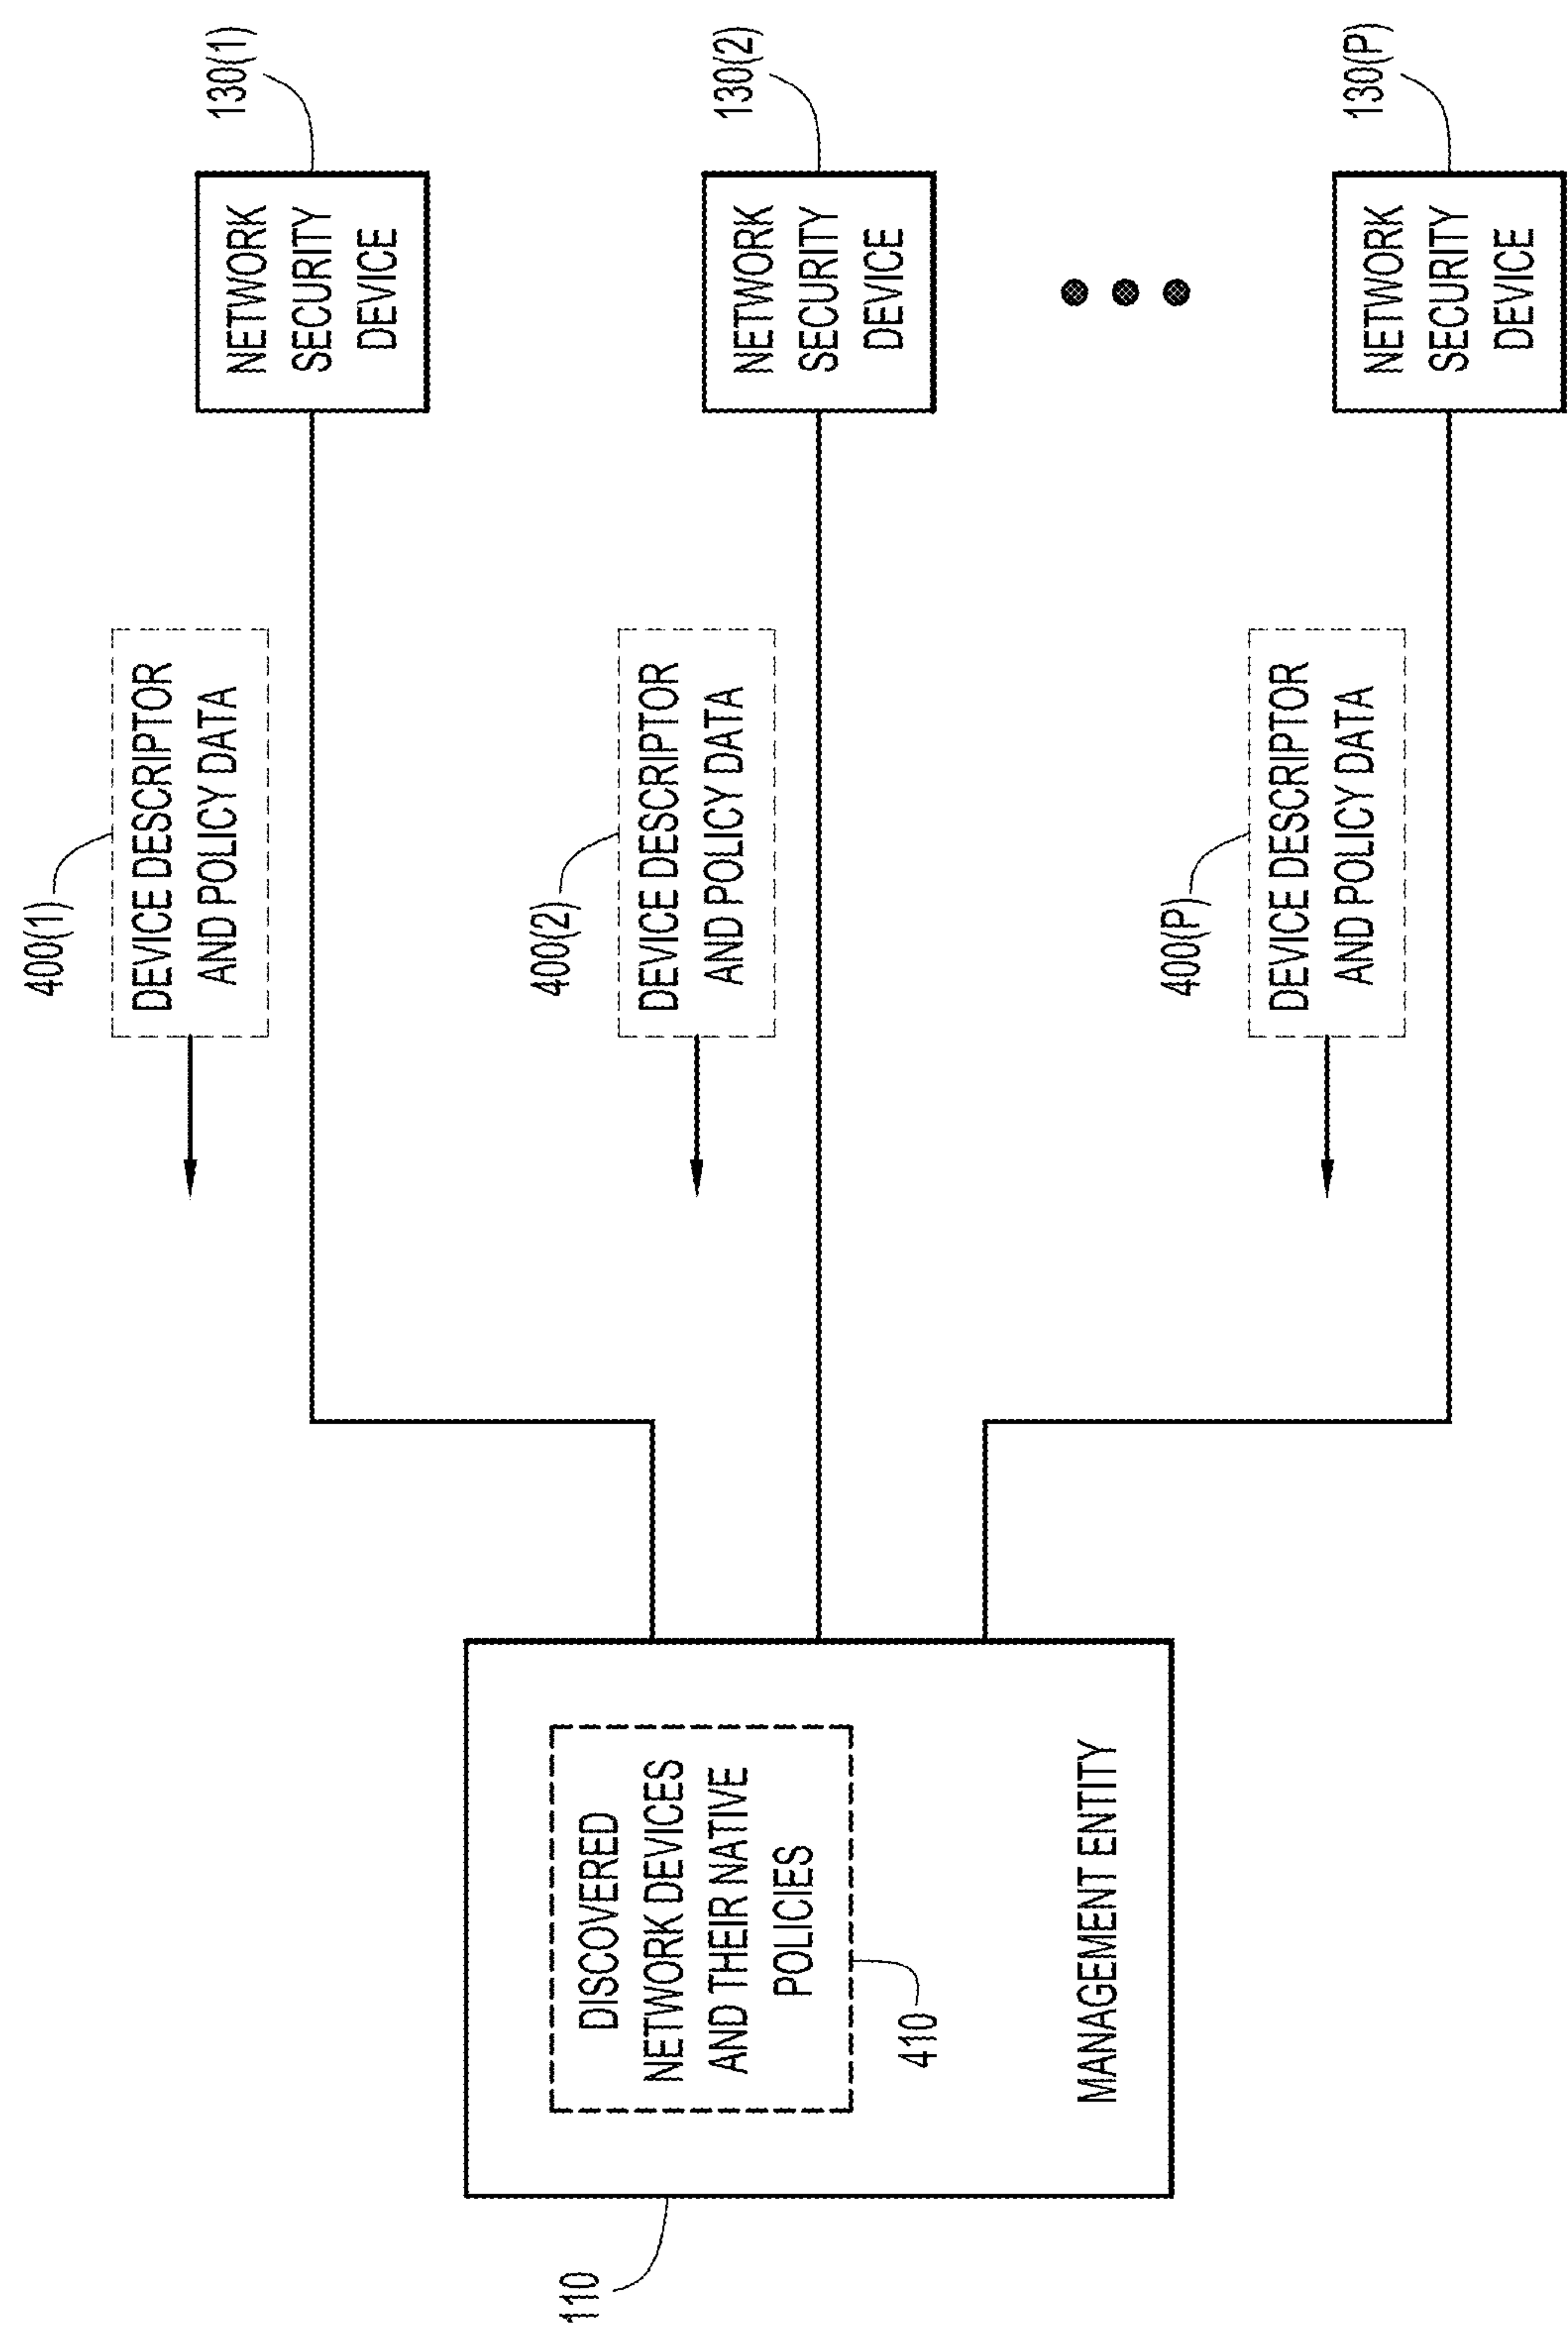 110
DISCOVERED
NETWORK DEVICES
AND THEIR NATIVE
POLICIES
410
MANAGEMENT ENTITY
400(1)
DEVICE DESCRIPTOR
AND POLICY DATA
130(1)
NETWORK
SECURITY
DEVICE
400(2)
DEVICE DESCRIPTOR
AND POLICY DATA
130(2)
NETWORK
SECURITY
DEVICE
400(P)
DEVICE DESCRIPTOR
AND POLICY DATA
130(P)
NETWORK
SECURITY
DEVICE